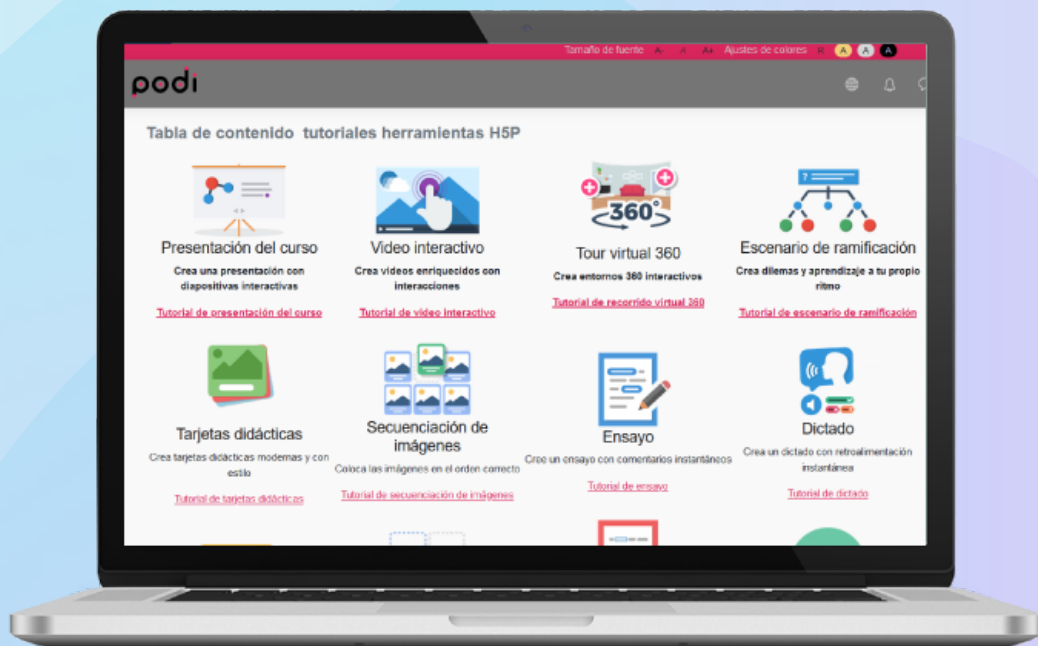 Tamaño de fuente A- A A+ Ajustes de colores R A A A
podi
Tabla de contenido tutoriales herramientas H5P
?
360°
Presentación del curso
Crea una presentación con
diapositivas interactivas
Tutorial de presentación del curso
Video interactivo
Crea videos enriquecidos con
interacciones
Tutorial de video interactivo
Tour virtual 360
Crea entornos 360 interactivos
Tutorial de recorrido virtual 360
Escenario de ramificación
Crea dilemas y aprendizaje a tu propio
ritmo
Tutorial de escenario de ramificación
Tarjetas didácticas
Crea tarjetas didácticas modernas y con
estilo
Tutorial de tarjetas didácticas
Secuenciación de
imágenes
Coloca las imágenes en el orden correcto
Tutorial de secuenciación de imágenes
Ensayo
Cree un ensayo con comentarios instantáneos
Tutorial de ensayo
Dictado
Crea un dictado con retroalimentación
instantánea
Tutorial de dictado